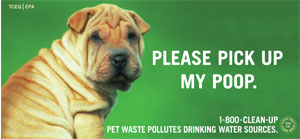 TCEQ | EPA
PLEASE PICK UP
MY POOP.
1-800-CLEAN-UP
PET WASTE POLLUTES DRINKING WATER SOURCES.